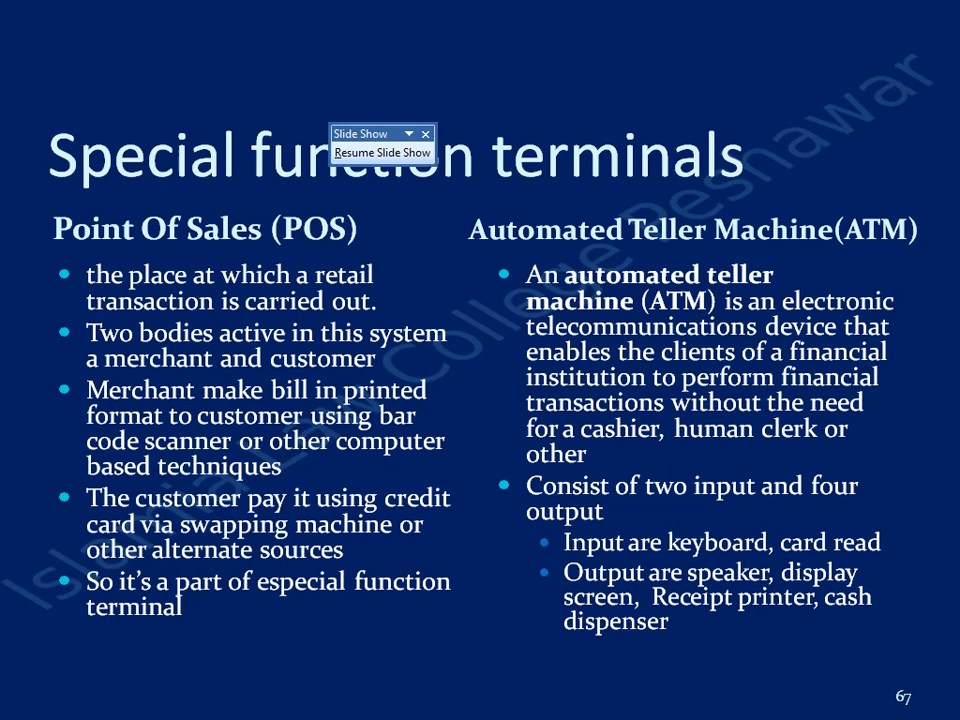 Special function terminals
Slide Show
Resume Slide Show
Point Of Sales (POS)
the place at which a retail
transaction is carried out.
Two bodies active in this system
a merchant and customer
Merchant make bill in printed
format to customer using bar
code scanner or other computer
based techniques
The customer pay it using credit
card via swapping machine or
other alternate sources
So it's a part of especial function
terminal
Automated Teller Machine(ATM)
An automated teller
machine (ATM) is an electronic
telecommunications device that
enables the clients of a financial
institution to perform financial
transactions without the need
for a cashier, human clerk or
other
Consist of two input and four
output
Input are keyboard, card read
Output are speaker, display
screen, Receipt printer, cash
dispenser
Islamia Law College Peshawar
67